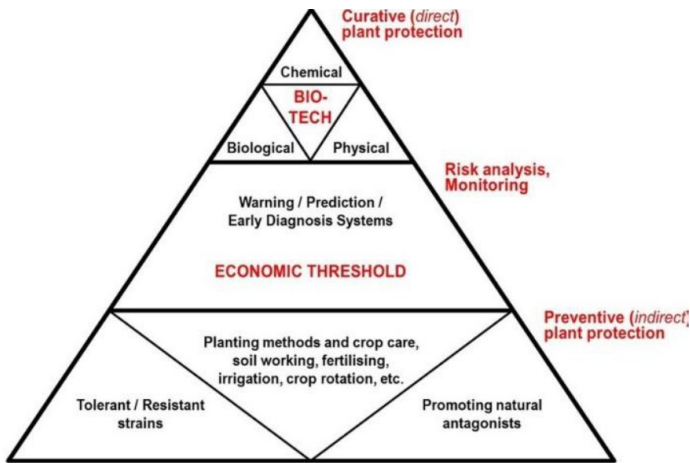 Curative (direct)
plant protection
Chemical
BIO-
TECH
Biological
Physical
Risk analysis,
Monitoring
Warning / Prediction /
Early Diagnosis Systems
ECONOMIC THRESHOLD
Preventive (indirect)
plant protection
Planting methods and crop care,
soil working, fertilising,
irrigation, crop rotation, etc.
Tolerant / Resistant
strains
Promoting natural
antagonists